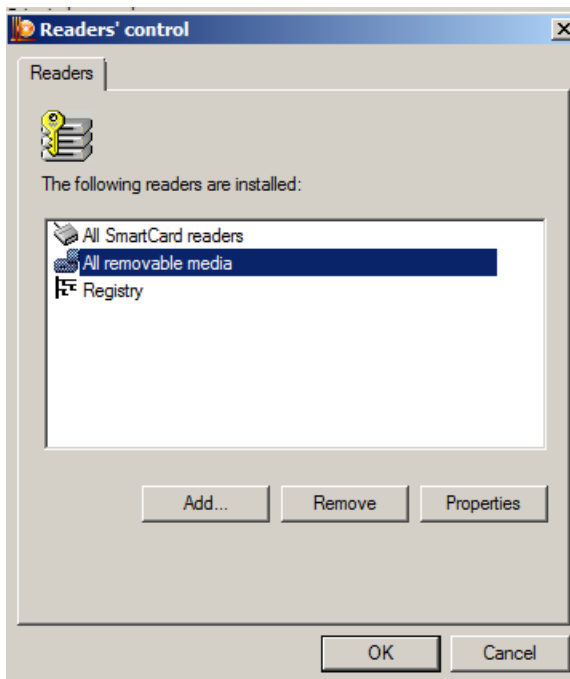 Readers' control
Readers
The following readers are installed:
All SmartCard readers
All removable media
Registry
Add... Remove Properties
OK Cancel